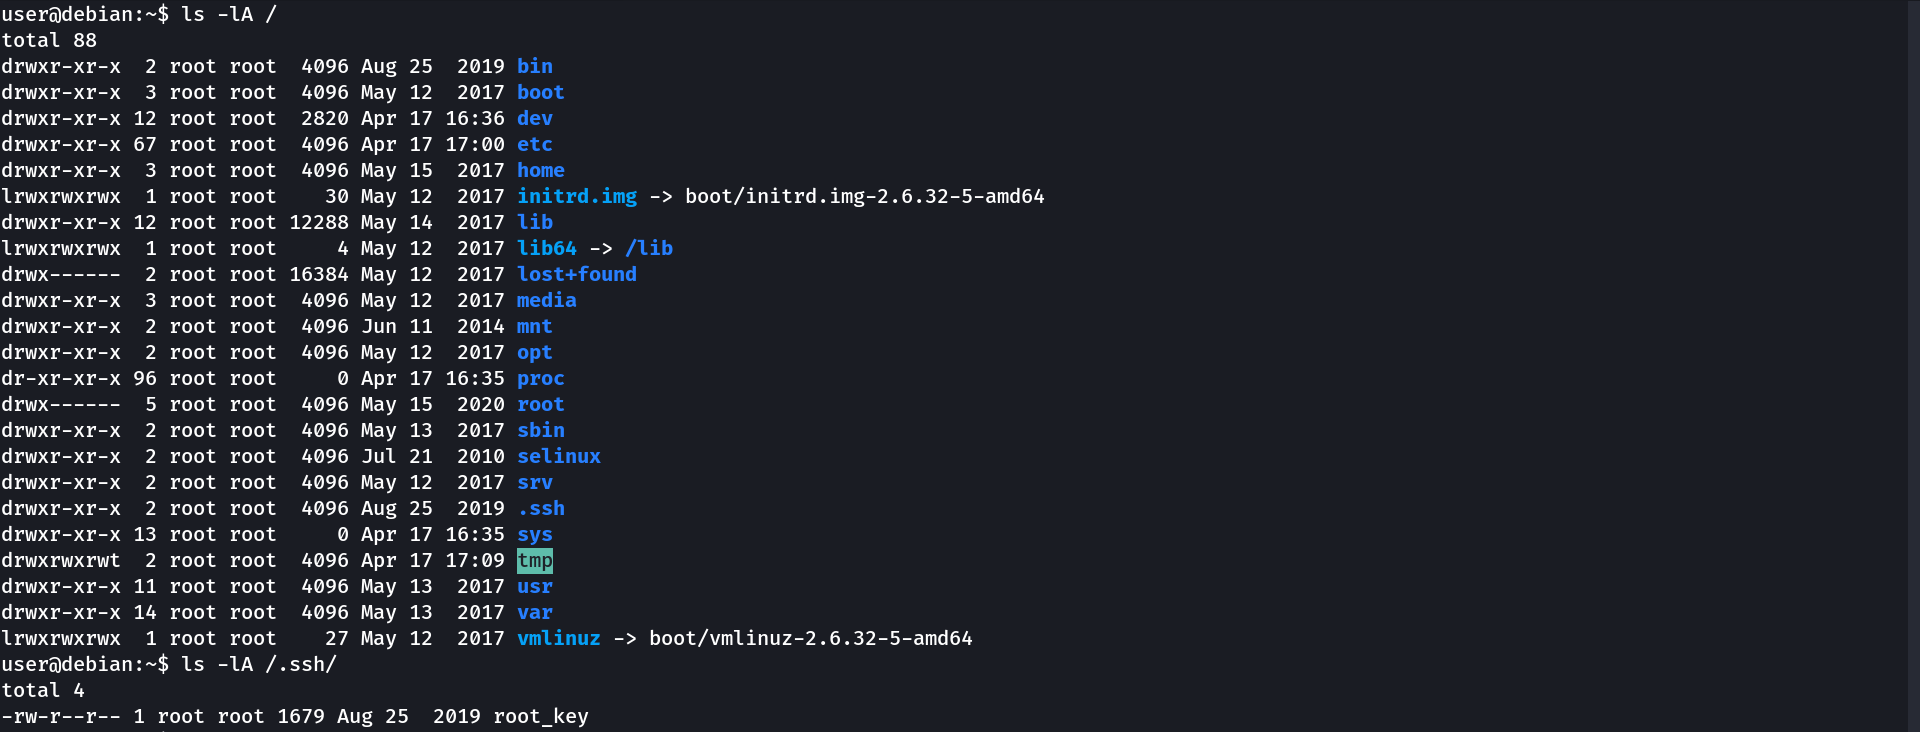 user@debian:~$ ls -lA /
total 88
drwxr-xr-x  2 root root  4096 Aug 25  2019 bin
drwxr-xr-x  3 root root  4096 May 12  2017 boot
drwxr-xr-x 12 root root  2820 Apr 17 16:36 dev
drwxr-xr-x 67 root root  4096 Apr 17 17:00 etc
drwxr-xr-x  3 root root  4096 May 15  2017 home
lrwxrwxrwx  1 root root    30 May 12  2017 initrd.img -> boot/initrd.img-2.6.32-5-amd64
drwxr-xr-x 12 root root 12288 May 14  2017 lib
lrwxrwxrwx  1 root root     4 May 12  2017 lib64 -> /lib
drwx------  2 root root 16384 May 12  2017 lost+found
drwxr-xr-x  3 root root  4096 May 12  2017 media
drwxr-xr-x  2 root root  4096 Jun 11  2014 mnt
drwxr-xr-x  2 root root  4096 May 12  2017 opt
dr-xr-xr-x 96 root root     0 Apr 17 16:35 proc
drwx------  5 root root  4096 May 15  2020 root
drwxr-xr-x  2 root root  4096 May 13  2017 sbin
drwxr-xr-x  2 root root  4096 Jul 21  2010 selinux
drwxr-xr-x  2 root root  4096 May 12  2017 srv
drwxr-xr-x  2 root root  4096 Aug 25  2019 .ssh
drwxr-xr-x 13 root root     0 Apr 17 16:35 sys
drwxrwxrwt  2 root root  4096 Apr 17 17:09 tmp
drwxr-xr-x 11 root root  4096 May 13  2017 usr
drwxr-xr-x 14 root root  4096 May 13  2017 var
lrwxrwxrwx  1 root root    27 May 12  2017 vmlinuz -> boot/vmlinuz-2.6.32-5-amd64
user@debian:~$ ls -lA /.ssh/
total 4
-rw-r--r-- 1 root root 1679 Aug 25  2019 root_key